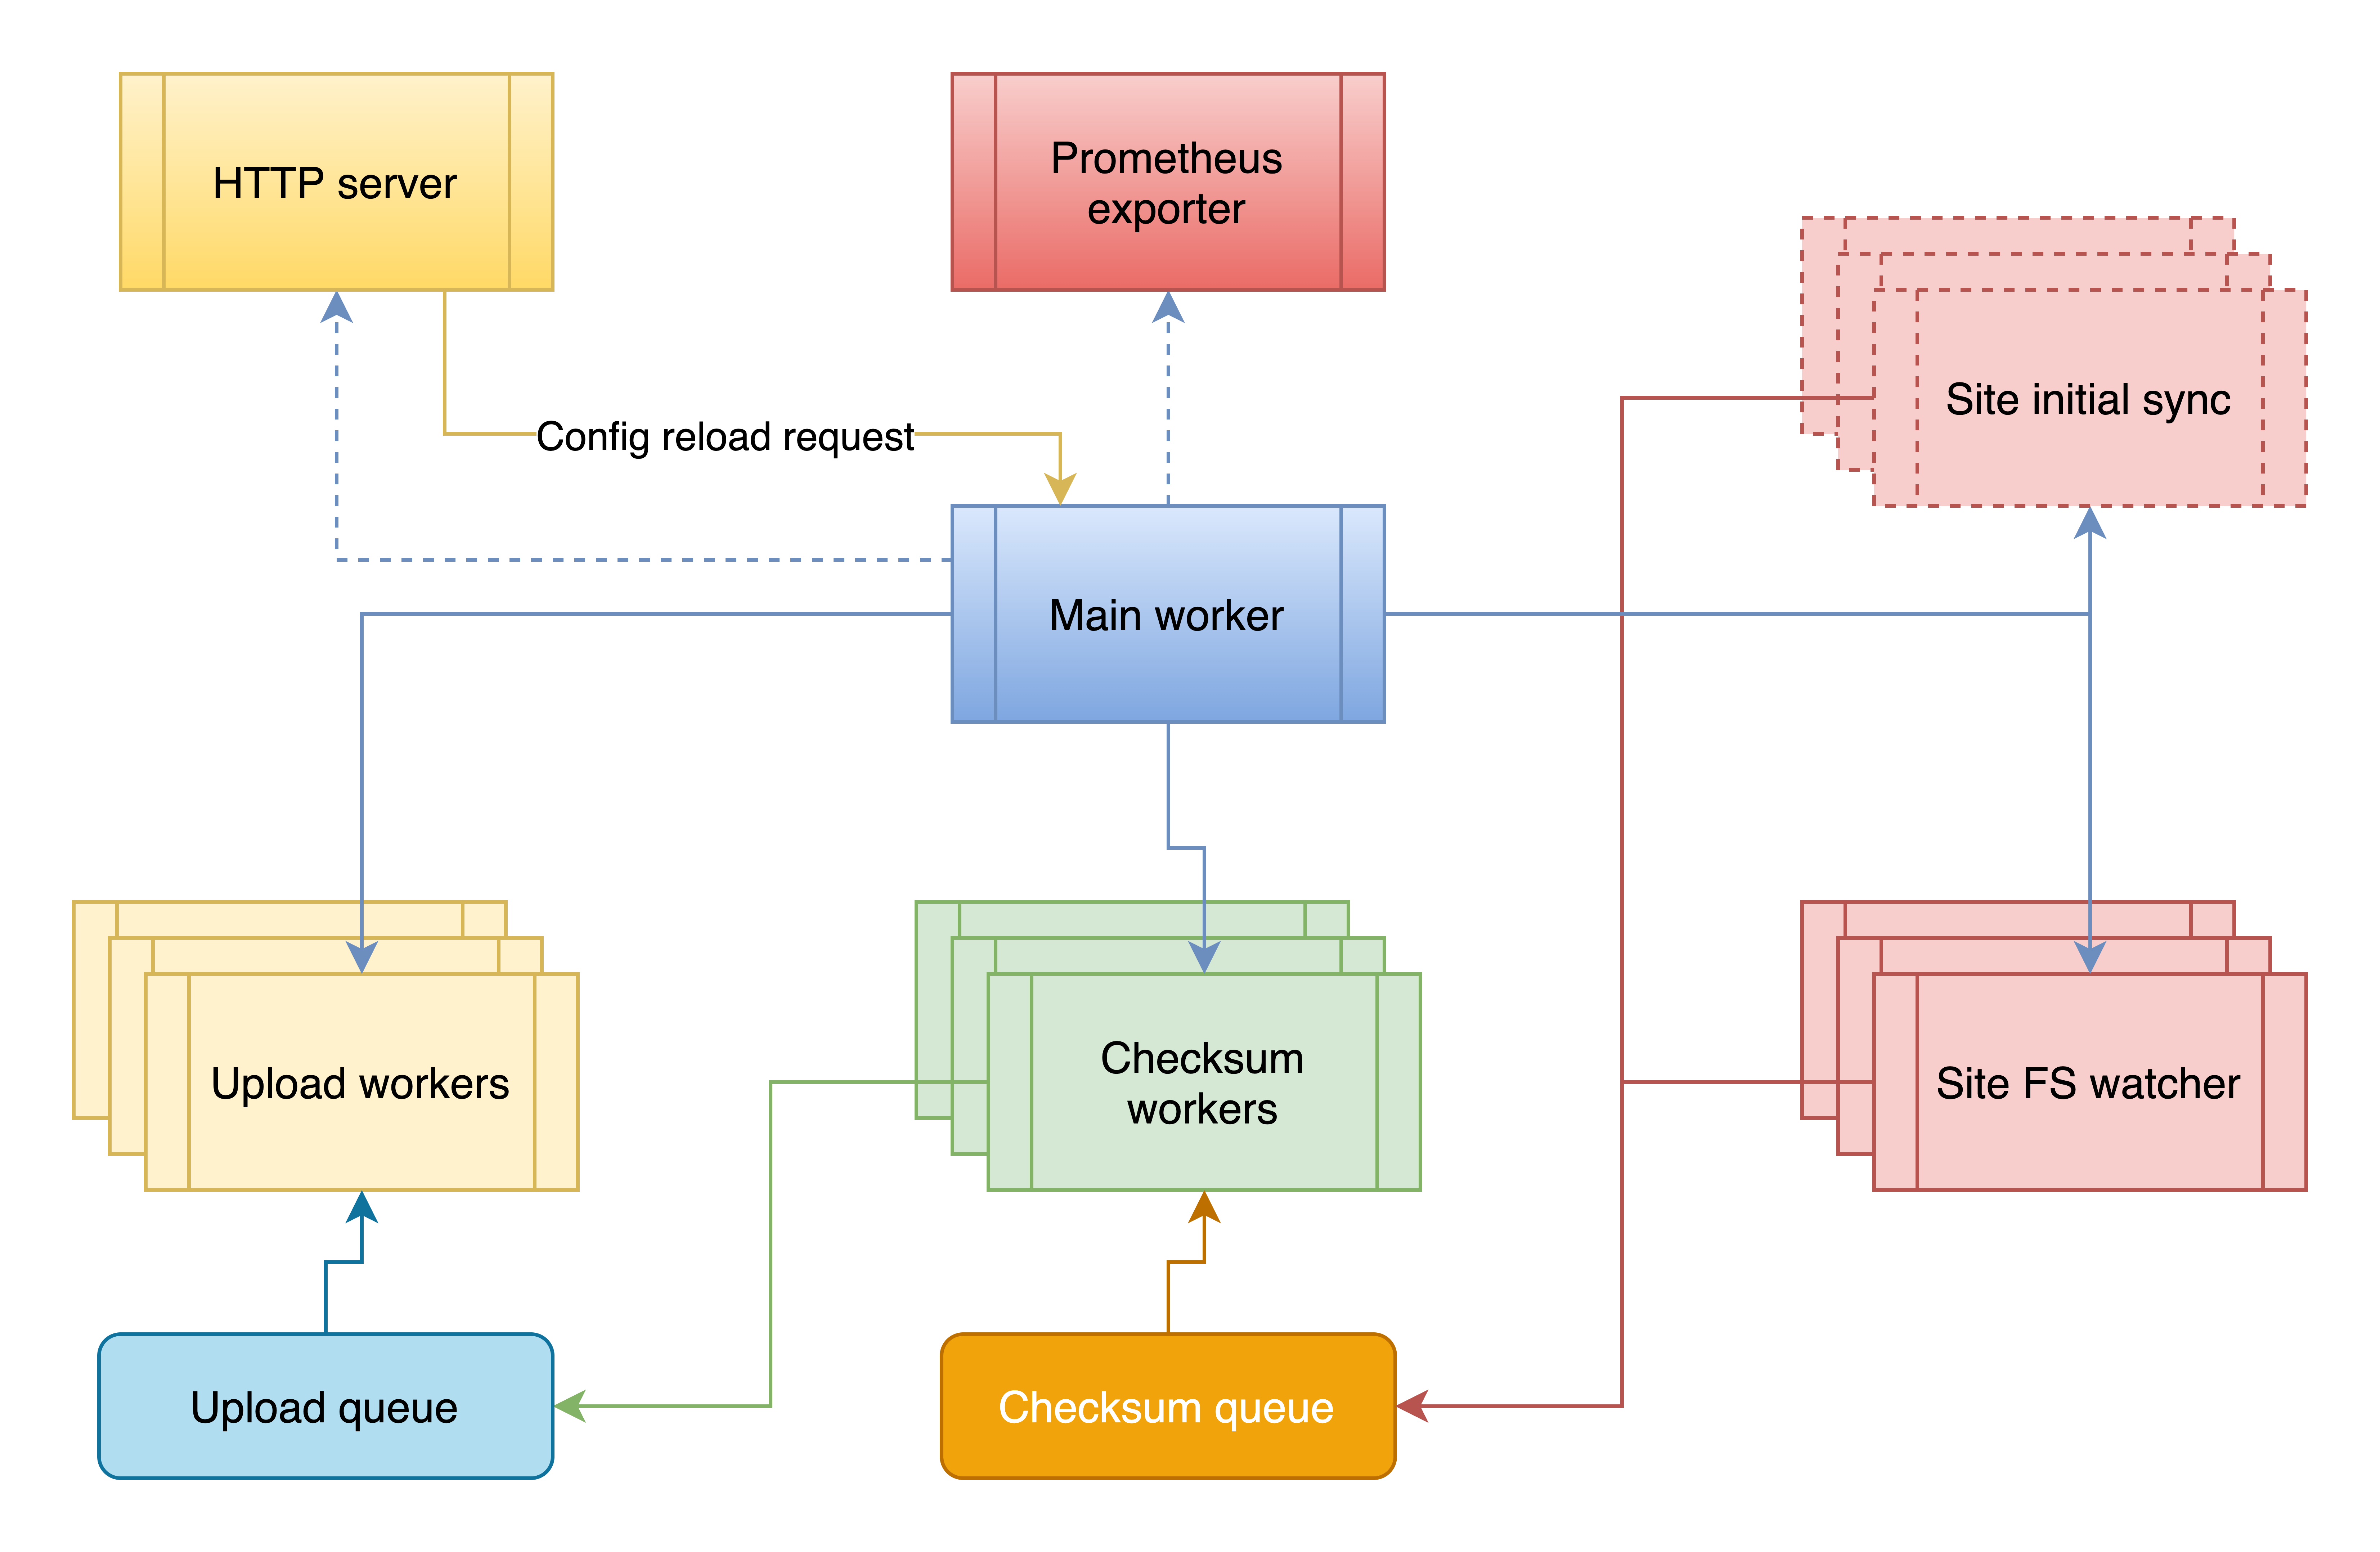 HTTP server
Prometheus
exporter
Site initial sync
Config reload request
Main worker
Upload workers
Checksum
workers
Site FS watcher
Upload queue
Checksum queue